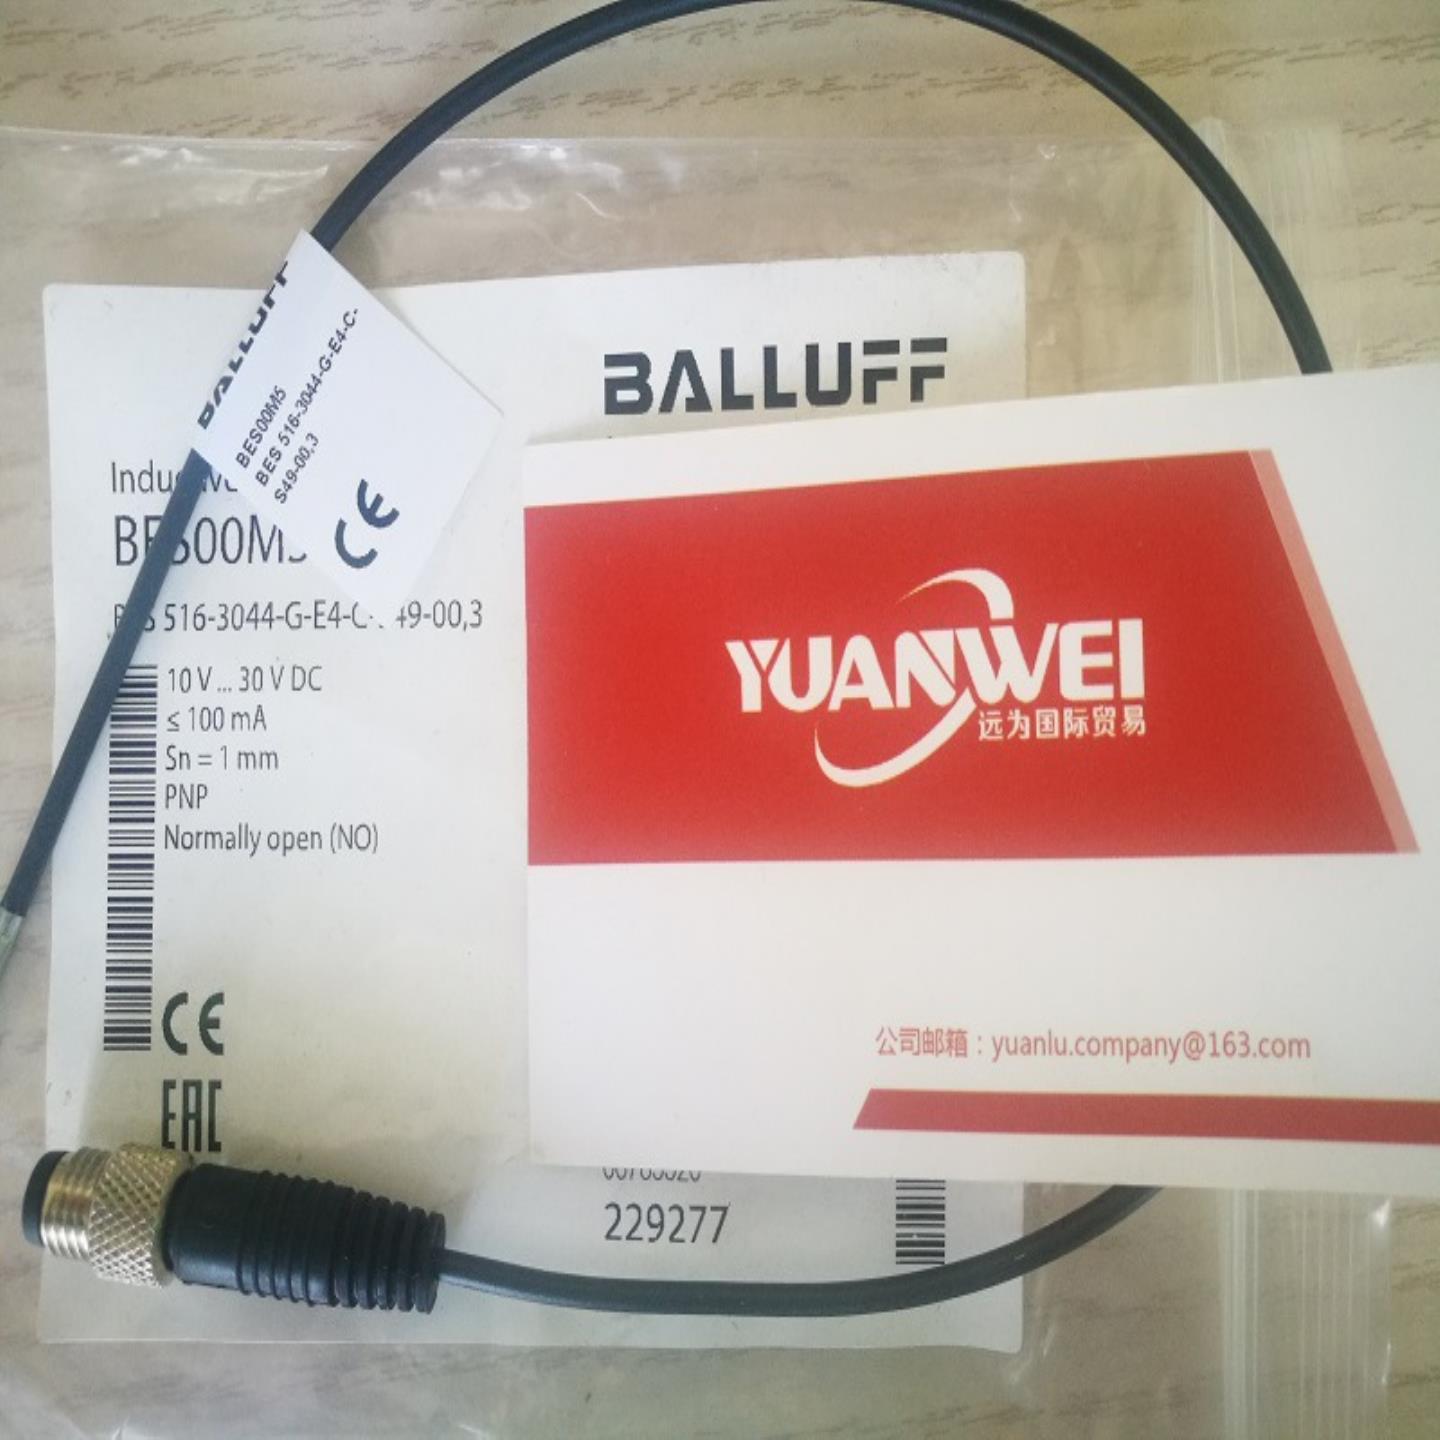 BALLUFF
BES00M5
BES 516-3044-G-E4-C-
S49-00,3
CE
BALLUFF
516-3044-G-E4-C- 49-00,3
10 V ... 30 V DC
≤ 100 mA
Sn = 1 mm
PNP
Normally open (NO)
CE
EAC
229277
YUANWEI
远为国际贸易
公司邮箱：yuanlu.company@163.com